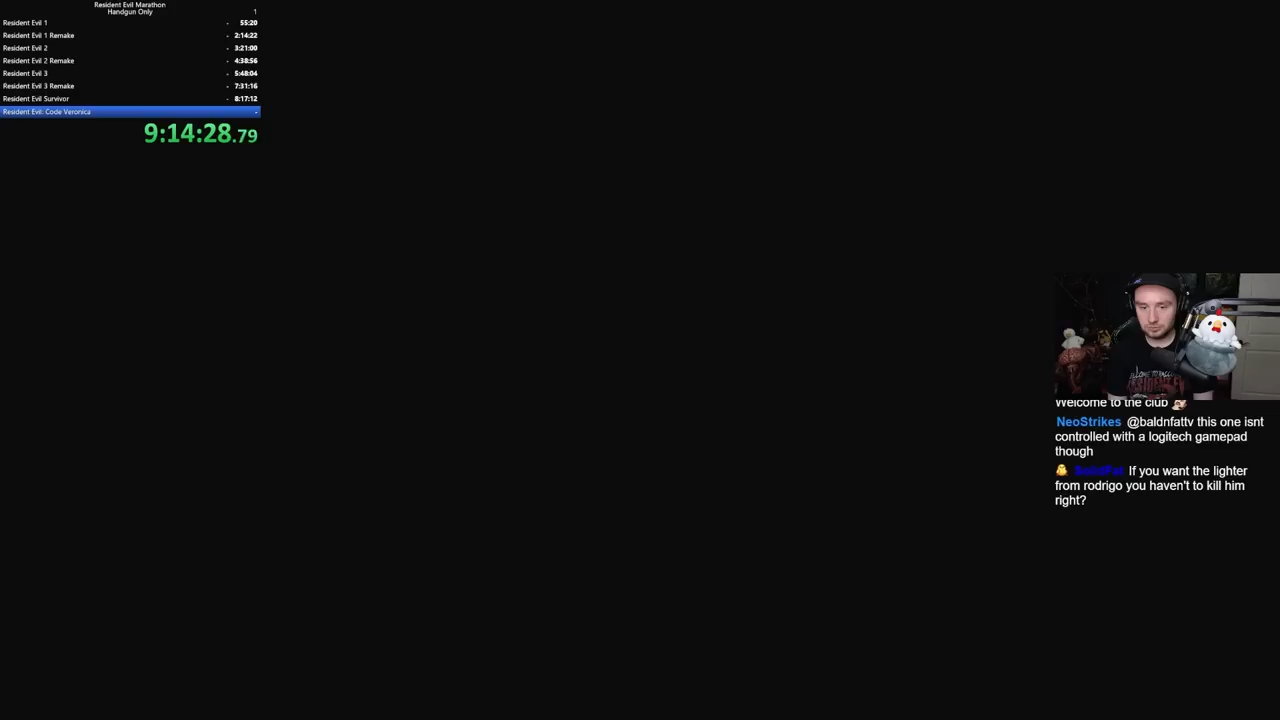 Resident Evil Marathon
Handgun Only 1
Resident Evil 1 - 55:20
Resident Evil 1 Remake - 2:14:22
Resident Evil 2 - 3:21:00
Resident Evil 2 Remake - 4:38:56
Resident Evil 3 - 5:48:04
Resident Evil 3 Remake - 7:31:16
Resident Evil Survivor - 8:17:12
Resident Evil: Code Veronica -
9:14:28.79
Welcome to the club
NeoStrikes @baldnfattv this one isnt
controlled with a logitech gamepad
though
If you want the lighter
from rodrigo you haven't to kill him
right?